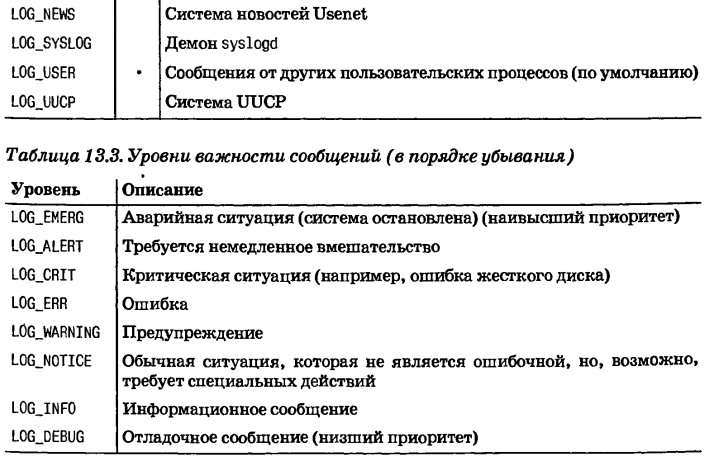 LOG_NEWS Система новостей Usenet
LOG_SYSLOG Демон syslogd
LOG_USER • Сообщения от других пользовательских процессов (по умолчанию)
LOG_UUCP Система UUCP
Таблица 13.3. Уровни важности сообщений (в порядке убывания)
Уровень Описание
LOG_EMERG Аварийная ситуация (система остановлена) (наивысший приоритет)
LOG_ALERT Требуется немедленное вмешательство
LOG_CRIT Критическая ситуация (например, ошибка жесткого диска)
LOG_ERR Ошибка
LOG_WARNING Предупреждение
LOG_NOTICE Обычная ситуация, которая не является ошибочной, но, возможно,
требует специальных действий
LOG_INFO Информационное сообщение
LOG_DEBUG Отладочное сообщение (низший приоритет)